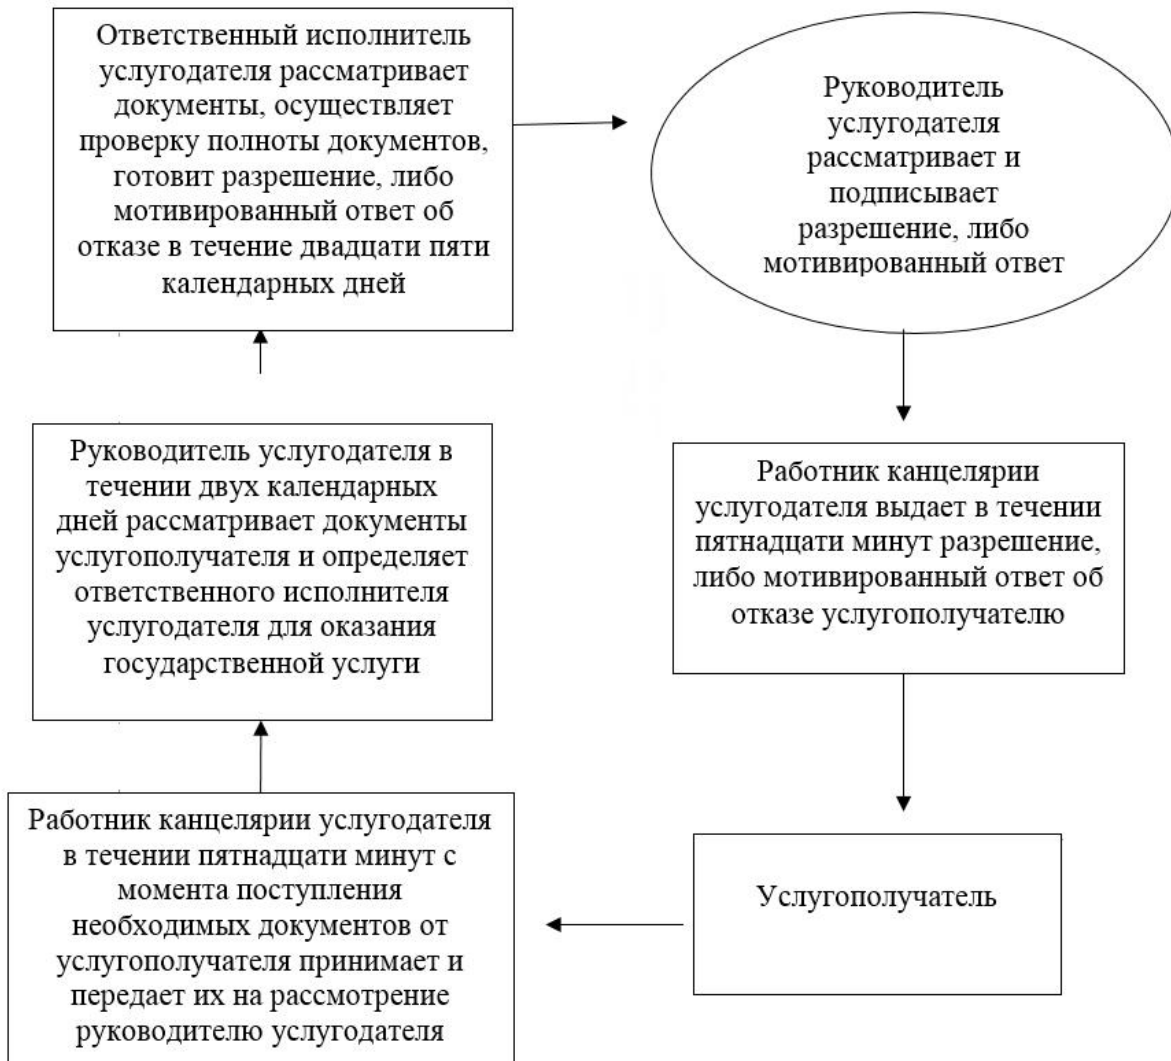 Ответственный исполнитель
услугодателя рассматривает
документы, осуществляет
проверку полноты документов,
готовит разрешение, либо
мотивированный ответ об
отказе в течение двадцати пяти
календарных дней
Руководитель
услугодателя
рассматривает и
подписывает
разрешение, либо
мотивированный ответ
Руководитель услугодателя в
течении двух календарных
дней рассматривает документы
услугополучателя и определяет
ответственного исполнителя
услугодателя для оказания
государственной услуги
Работник канцелярии
услугодателя выдает в течении
пятнадцати минут разрешение,
либо мотивированный ответ об
отказе услугополучателю
Работник канцелярии услугодателя
в течении пятнадцати минут с
момента поступления
необходимых документов от
услугополучателя принимает и
передает их на рассмотрение
руководителю услугодателя
Услугополучатель